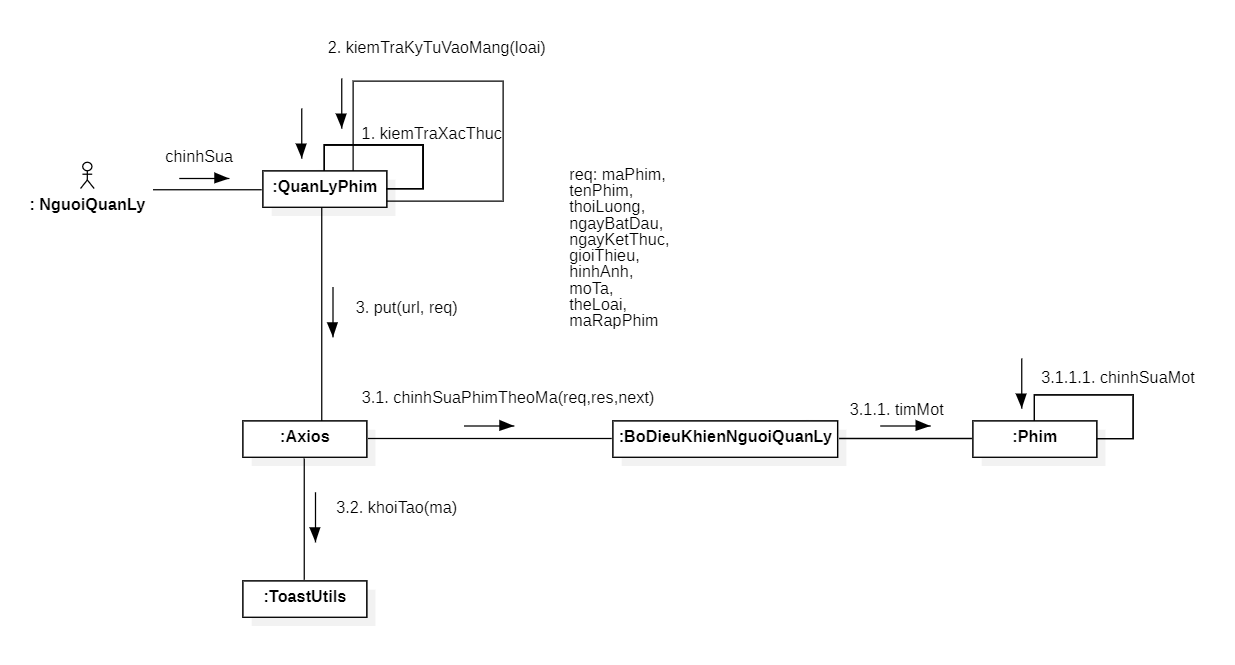 2. kiemTraKyTuVaoMang(loai)
1. kiemTraXacThuc
chinhSua
:QuanLyPhim
: NguoiQuanLy
req: maPhim,
tenPhim,
thoiLuong,
ngayBatDau,
ngayKetThuc,
gioiThieu,
hinhAnh,
moTa,
theLoai,
maRapPhim
3. put(url, req)
3.1. chinhSuaPhimTheoMa(req,res,next)
3.1.1. timMot
3.1.1.1. chinhSuaMot
:Axios
:BoDieuKhienNguoiQuanLy
:Phim
3.2. khoiTao(ma)
:ToastUtils